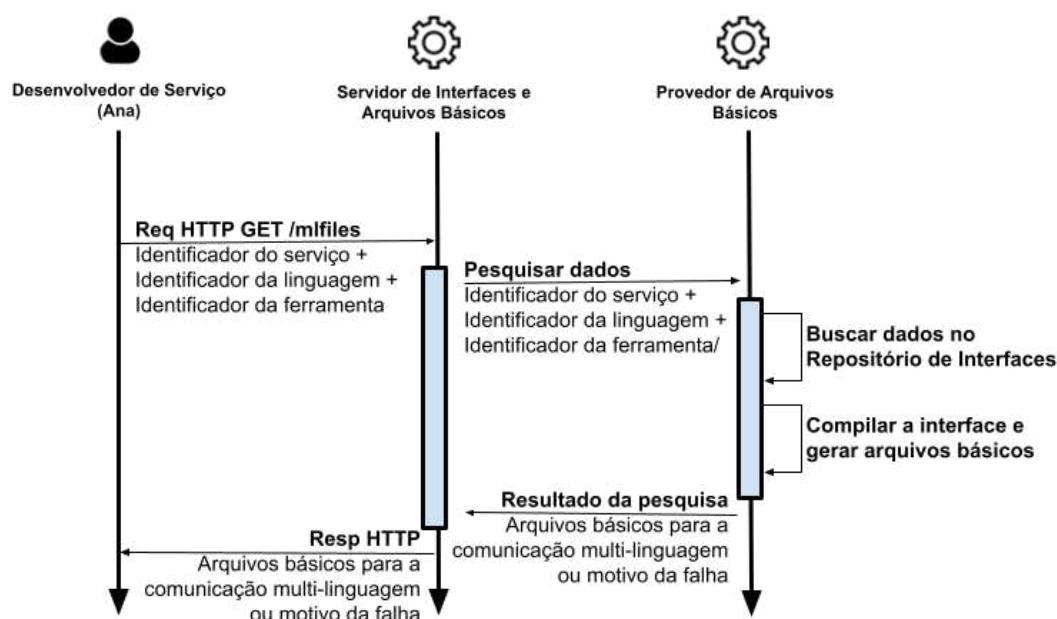 Desenvolvedor de Serviço
(Ana)
Servidor de Interfaces e
Arquivos Básicos
Provedor de Arquivos
Básicos
Req HTTP GET /mlfiles
Identificador do serviço +
Identificador da linguagem +
Identificador da ferramenta
Pesquisar dados
Identificador do serviço +
Identificador da linguagem +
Identificador da ferramenta/
Buscar dados no
Repositório de Interfaces
Compilar a interface e
gerar arquivos básicos
Resultado da pesquisa
Arquivos básicos para a
comunicação multi-linguagem
ou motivo da falha
Resp HTTP
Arquivos básicos para a
comunicação multi-linguagem
ou motivo da falha